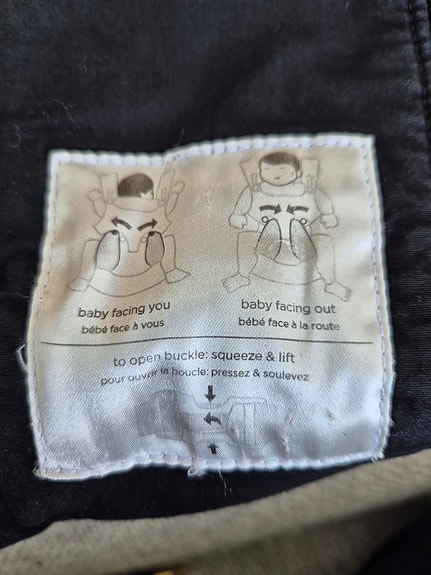 baby facing you
bébé face à vous
baby facing out
bébé face à la route
to open buckle: squeeze & lift
pour ouvrir la boucle: pressez & soulevez